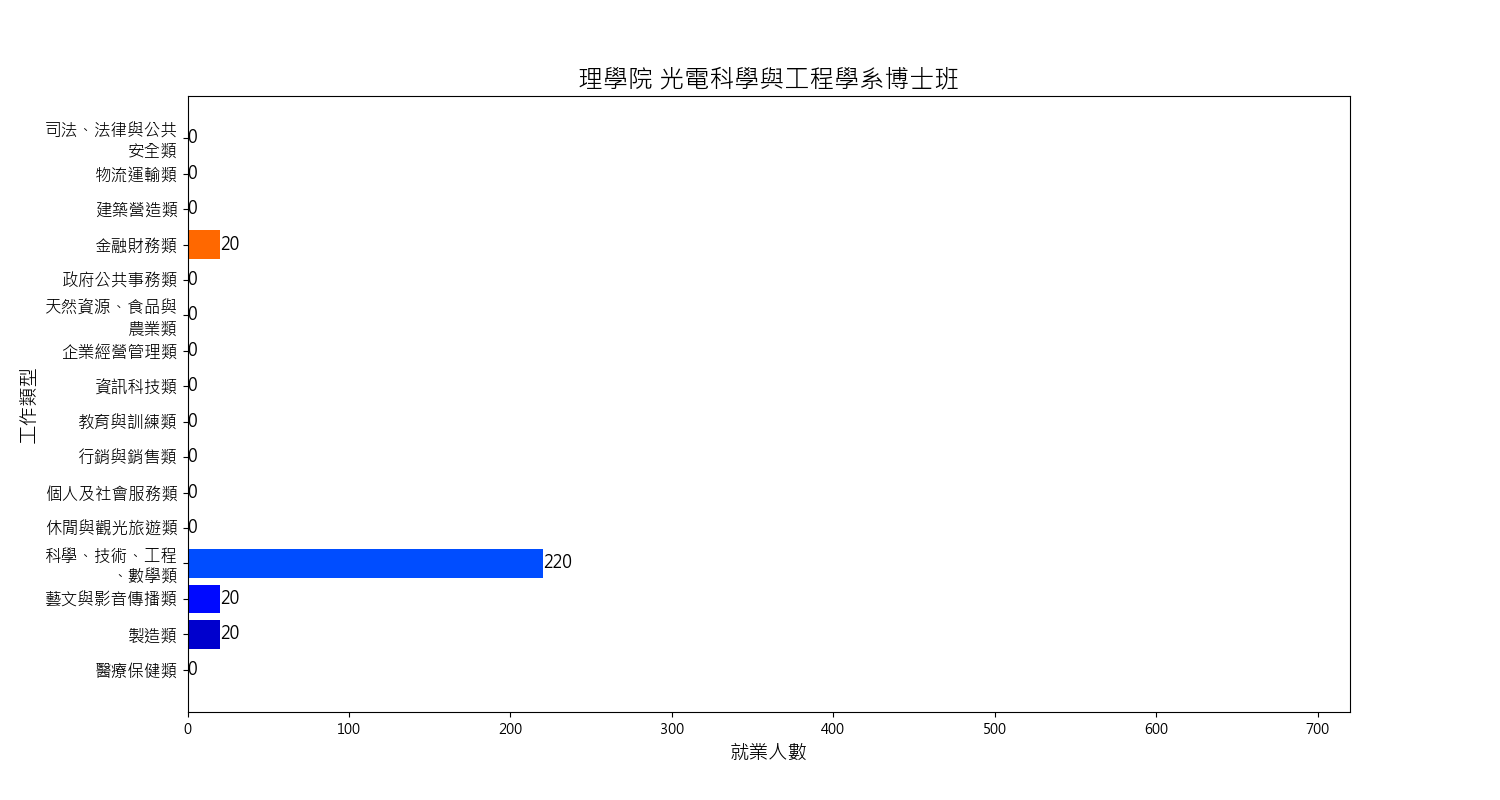 理學院 光電科學與工程學系博士班
司法、法律與公共
安全類
0
物流運輸類
0
建築營造類
0
金融財務類
20
政府公共事務類
0
天然資源、食品與
農業類
0
企業經營管理類
0
資訊科技類
0
教育與訓練類
0
行銷與銷售類
0
個人及社會服務類
0
休閒與觀光旅遊類
0
科學、技術、工程
、數學類
220
藝文與影音傳播類
20
製造類
20
醫療保健類
0
工作類型
0 100 200 300 400 500 600 700
就業人數